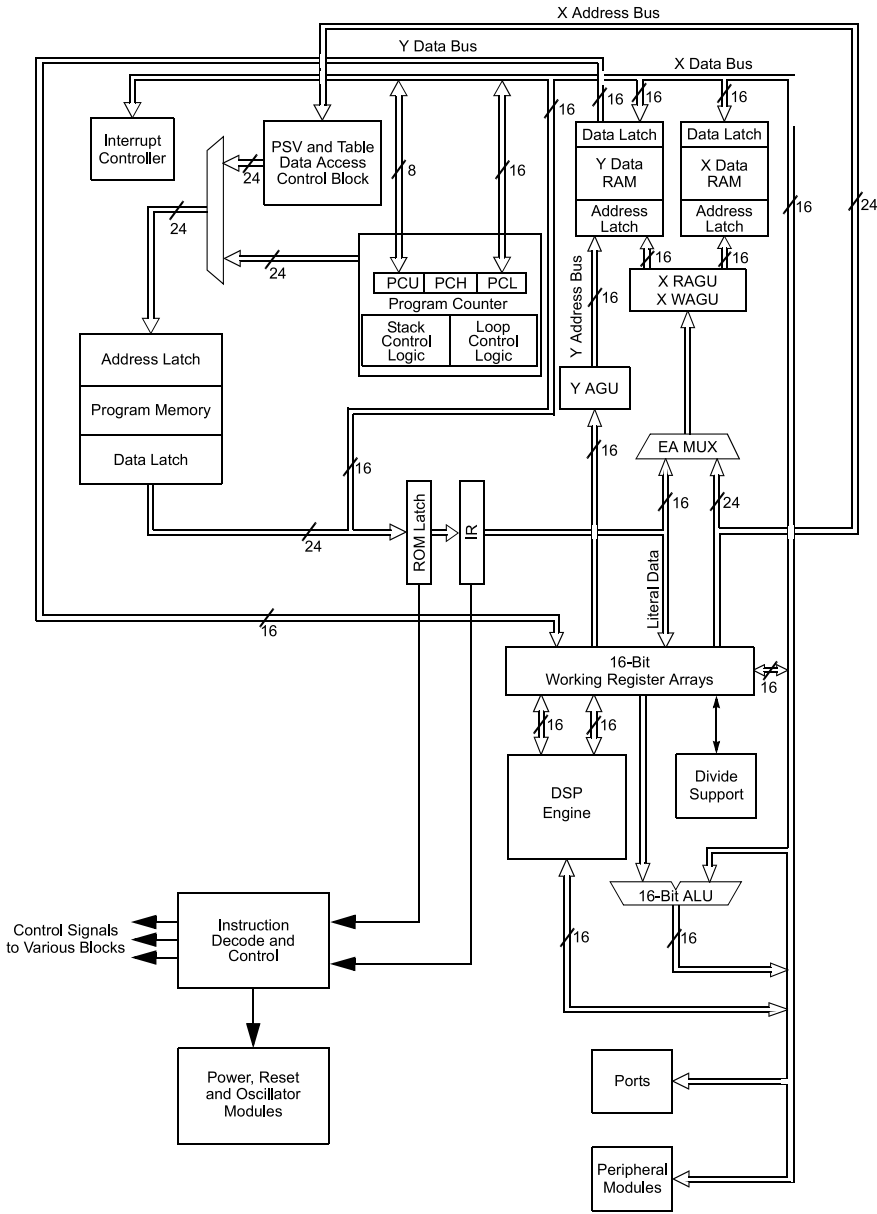 X Address Bus
Y Data Bus
X Data Bus
Interrupt
Controller
PSV and Table
Data Access
Control Block
24
24
24
8
16
16
16
16
16
Data Latch
Y Data
RAM
Address
Latch
Data Latch
X Data
RAM
Address
Latch
16
24
PCU
PCH
PCL
Program Counter
Stack
Control
Logic
Loop
Control
Logic
16
16
X RAGU
X WAGU
Y Address Bus
16
Y AGU
Address Latch
Program Memory
Data Latch
EA MUX
16
16
16
24
24
ROM Latch
IR
Literal Data
16
16-Bit
Working Register Arrays
16
16
16
DSP
Engine
Divide
Support
16-Bit ALU
16
16
Control Signals
to Various Blocks
Instruction
Decode and
Control
Power, Reset
and Oscillator
Modules
Ports
Peripheral
Modules